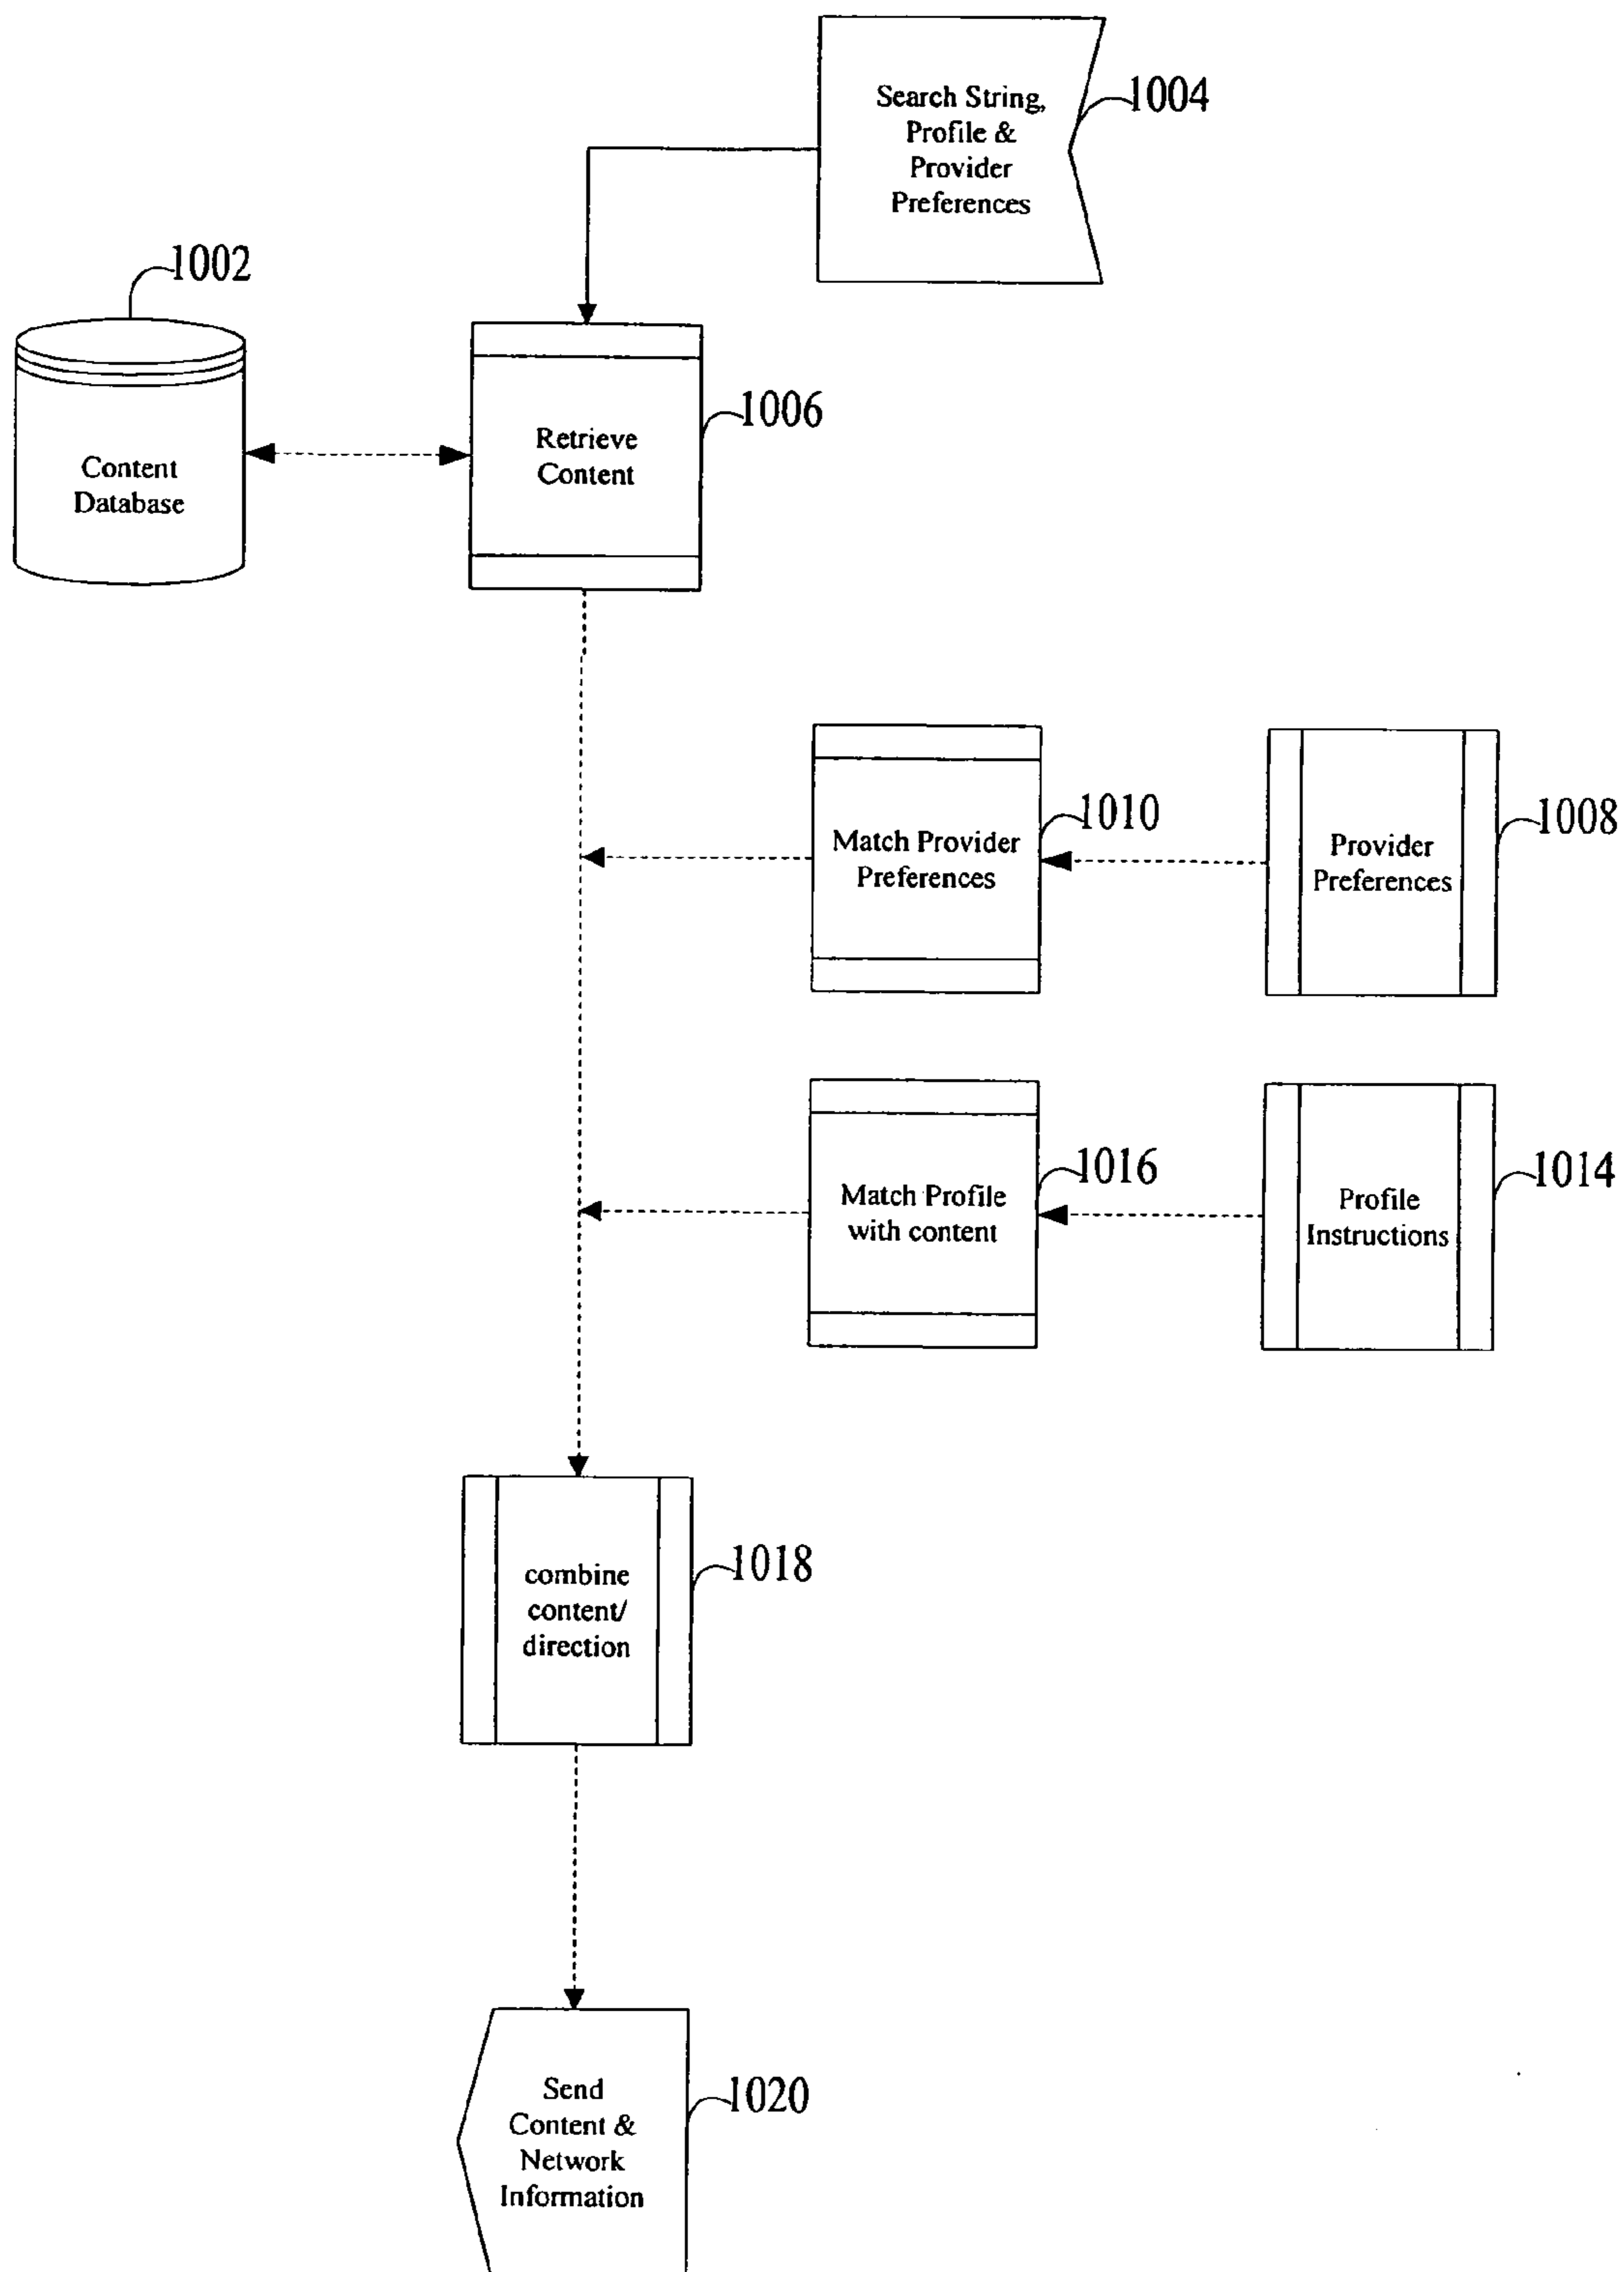 Search String,
Profile &
Provider
Preferences
1004
1002
Content
Database
Retrieve
Content
1006
Match Provider
Preferences
1010
Provider
Preferences
1008
Match Profile
with content
1016
Profile
Instructions
1014
combine
content/
direction
1018
Send
Content &
Network
Information
1020